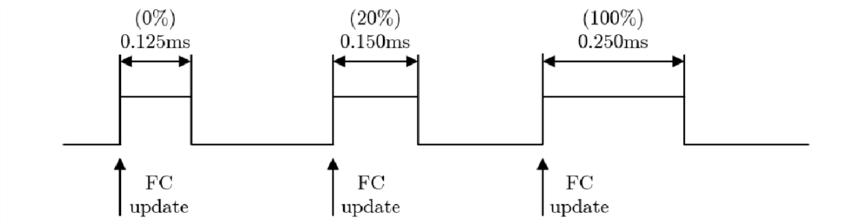 (0%)
0.125ms
(20%)
0.150ms
(100%)
0.250ms
FC
update
FC
update
FC
update